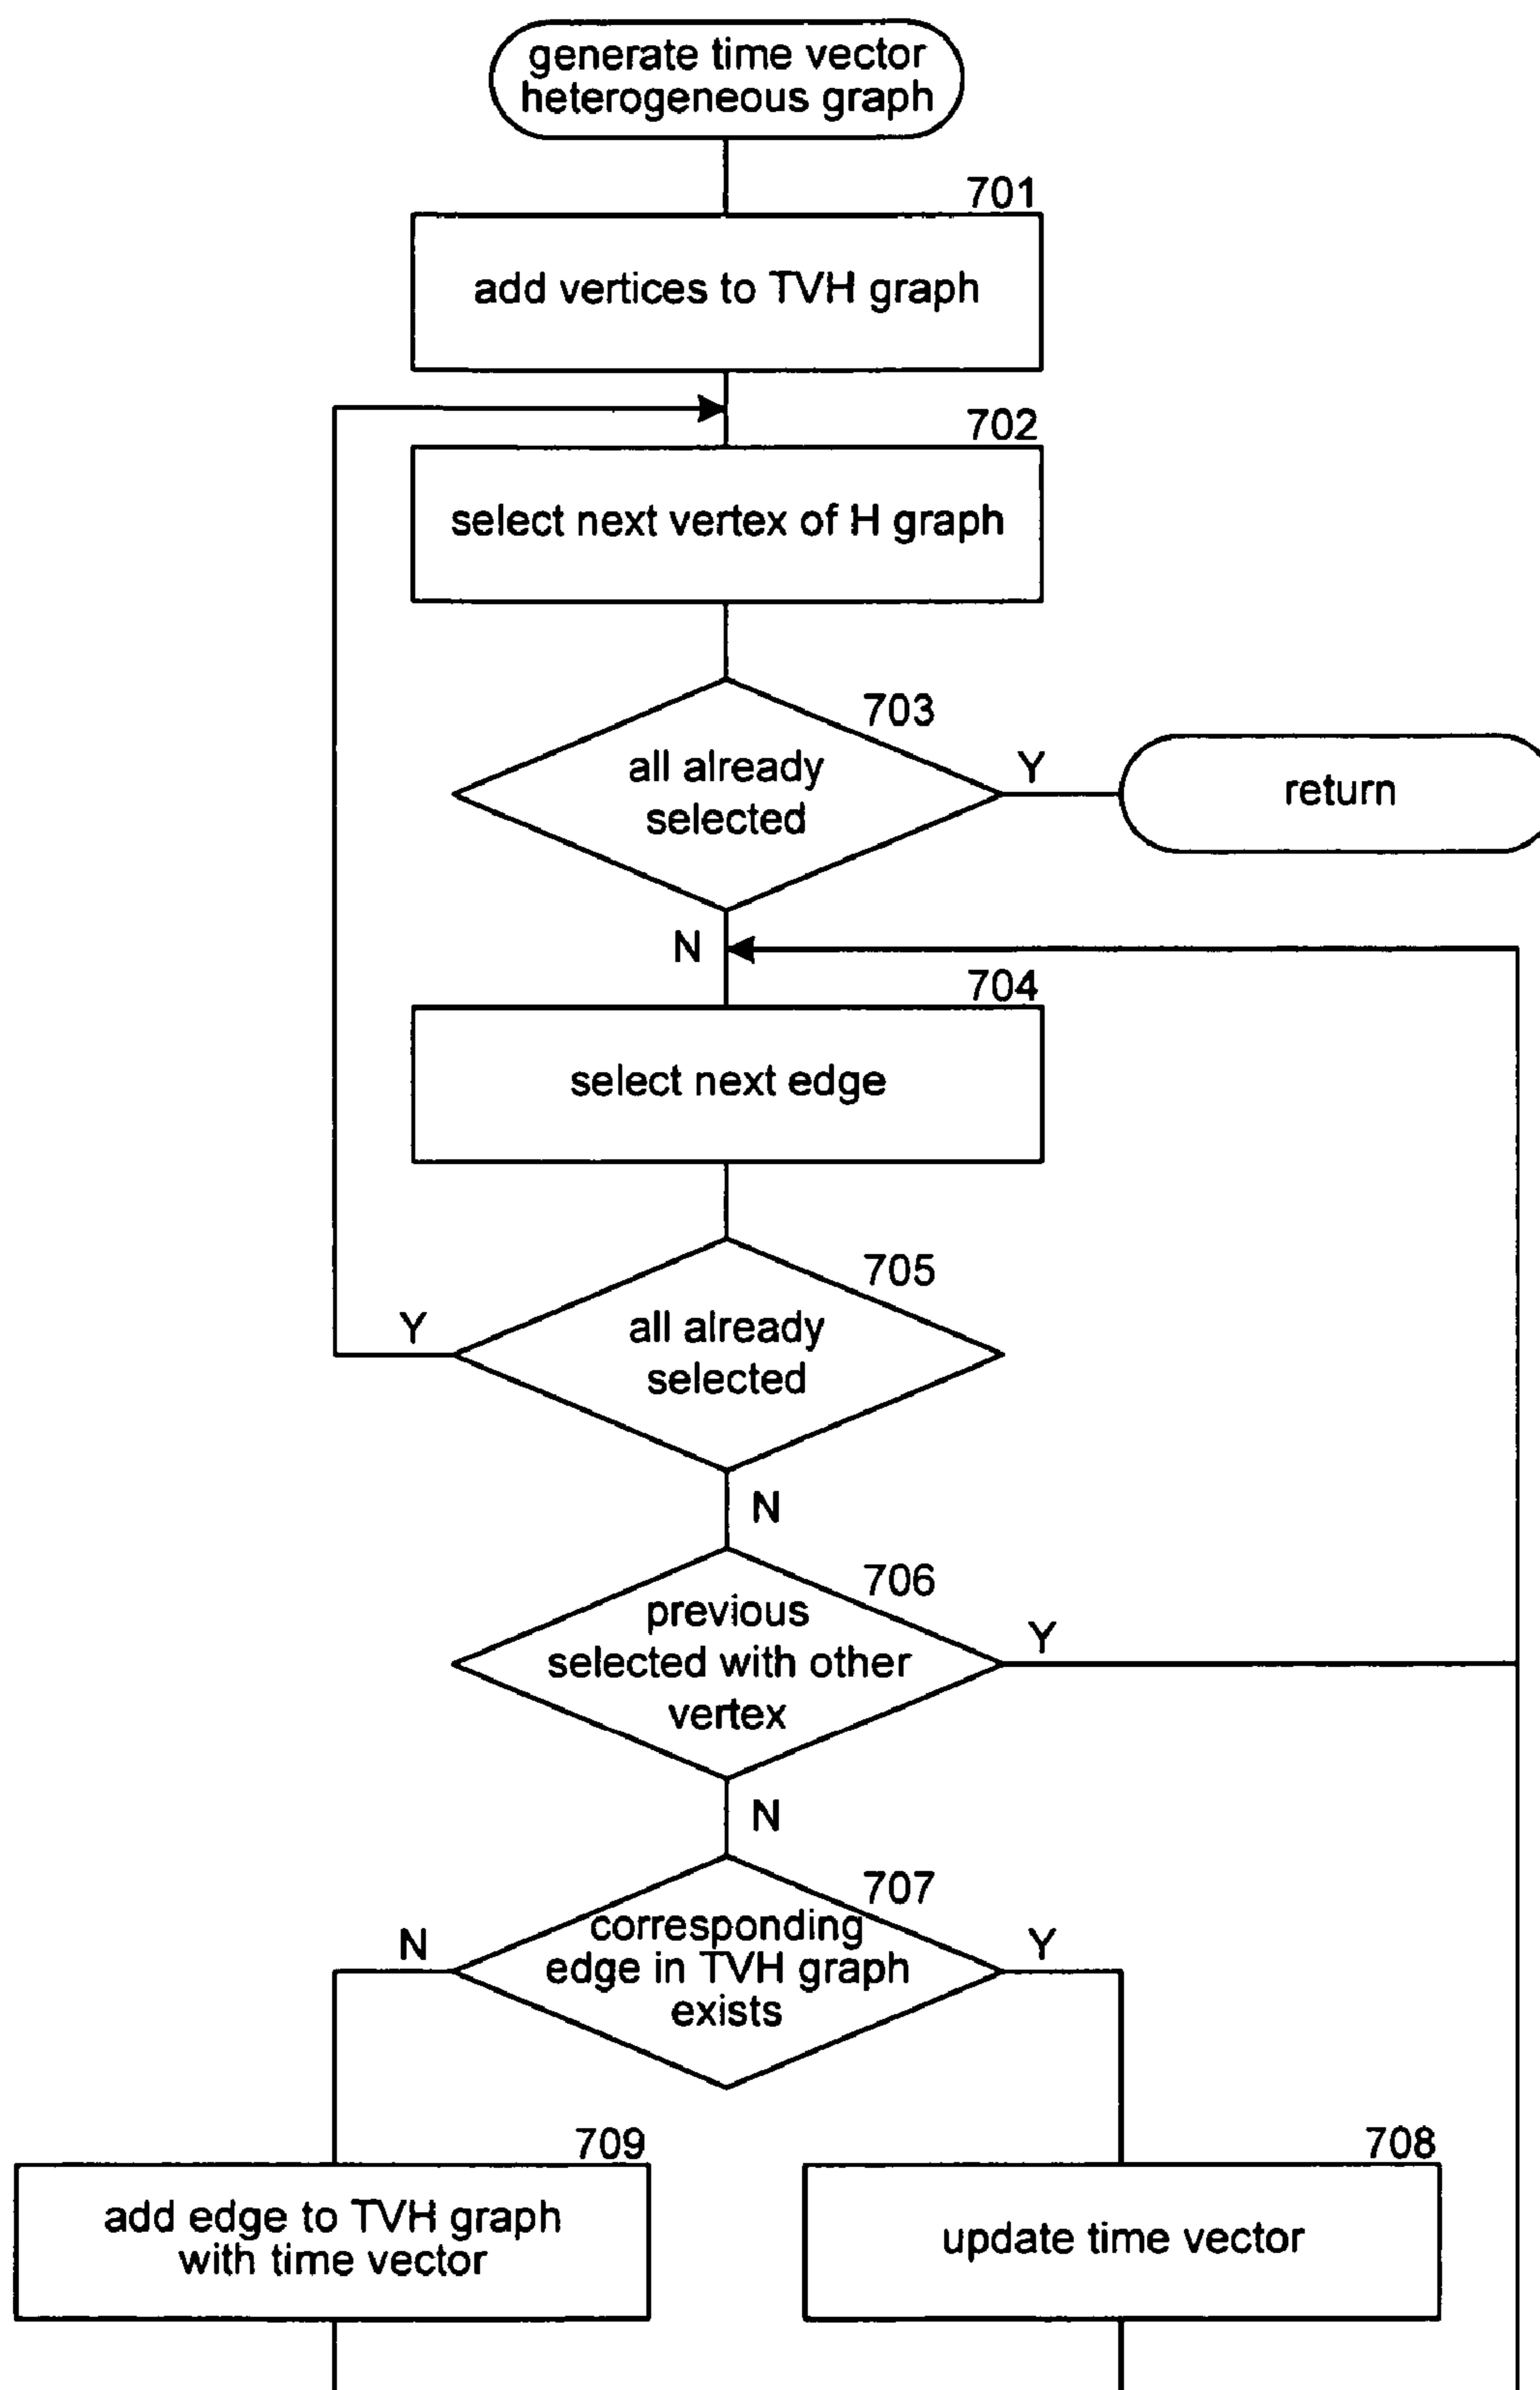 generate time vector
heterogeneous graph
701
add vertices to TVH graph
702
select next vertex of H graph
703
all already
selected
Y
return
N
704
select next edge
705
all already
selected
Y
N
706
previous
selected with other
vertex
Y
N
707
corresponding
edge in TVH graph
exists
N
Y
709
add edge to TVH graph
with time vector
708
update time vector